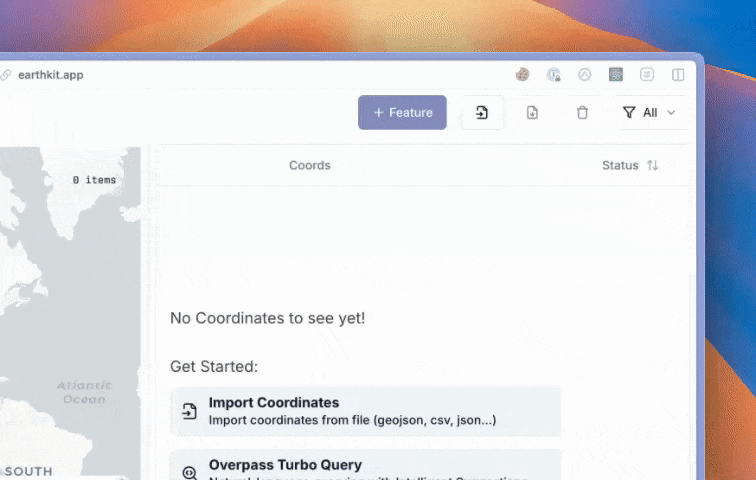 earthkit.app
+ Feature
All
Coords
Status
0 items
No Coordinates to see yet!
Atlantic
Ocean
Get Started:
Import Coordinates
Import coordinates from file (geojson, csv, json...)
Overpass Turbo Query
SOUTH